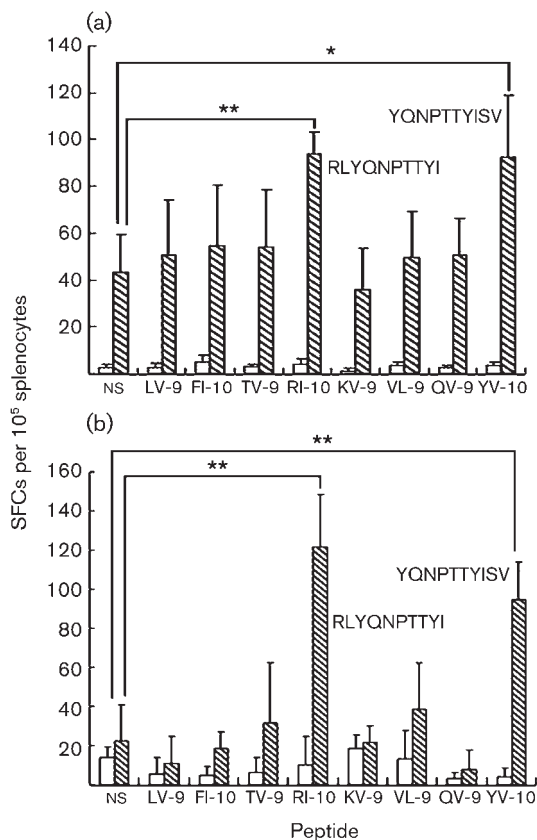 (a)
140
120
100
80
60
40
20
*
**
YQNPTTYISV
RLYQNPTTYI
NS LV-9 FI-10 TV-9 RI-10 KV-9 VL-9 QV-9 YV-10
SFCs per 10⁵ splenocytes
(b)
160
140
120
100
80
60
40
20
**
**
YQNPTTYISV
RLYQNPTTYI
NS LV-9 FI-10 TV-9 RI-10 KV-9 VL-9 QV-9 YV-10
Peptide